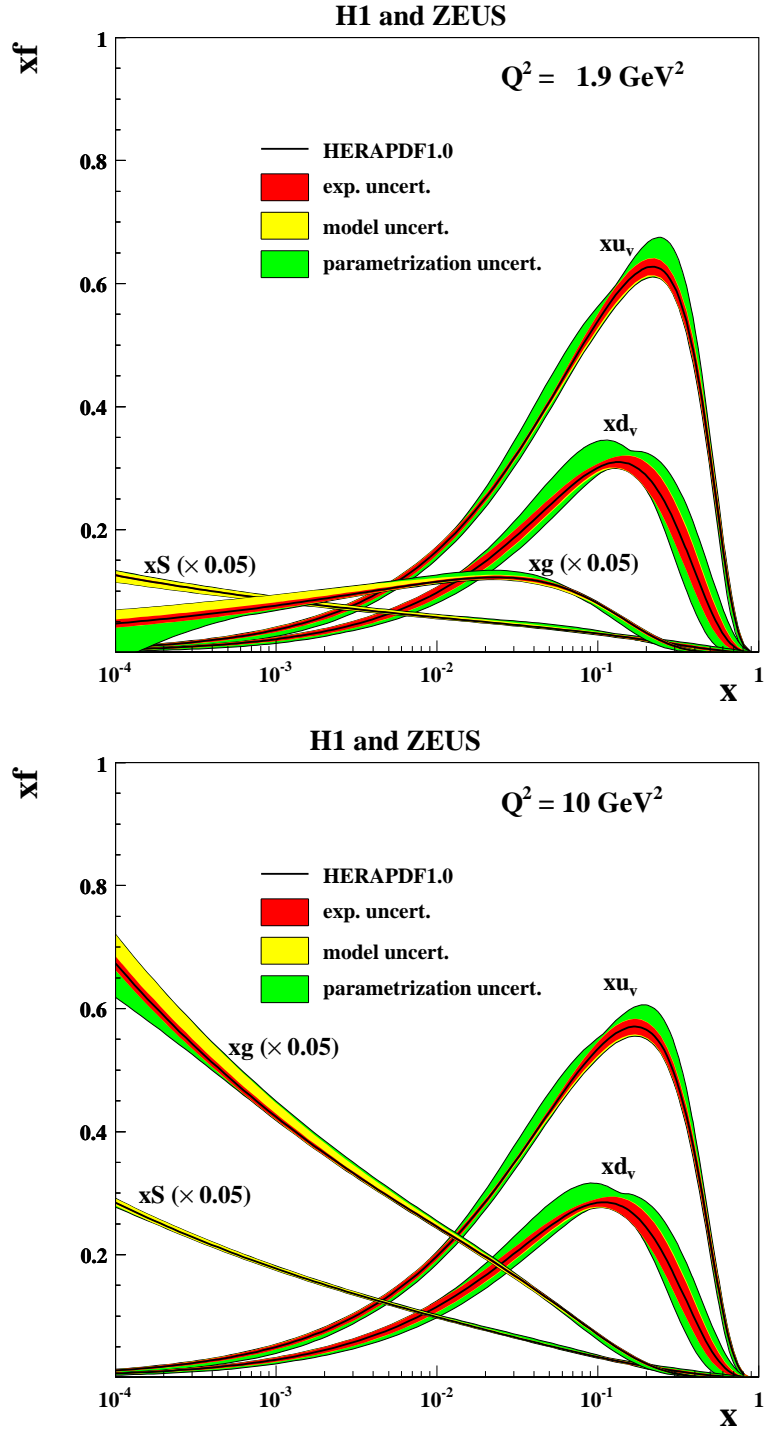 H1 and ZEUS
xf
1
Q² = 1.9 GeV²
0.8
HERAPDF1.0
exp. uncert.
model uncert.
parametrization uncert.
xuᵥ
0.6
0.4
xdᵥ
0.2
xS (× 0.05)
xg (× 0.05)
10⁻⁴ 10⁻³ 10⁻² 10⁻¹ 1
x
H1 and ZEUS
xf
1
Q² = 10 GeV²
0.8
HERAPDF1.0
exp. uncert.
model uncert.
parametrization uncert.
xuᵥ
0.6
xg (× 0.05)
0.4
xdᵥ
xS (× 0.05)
0.2
10⁻⁴ 10⁻³ 10⁻² 10⁻¹ 1
x